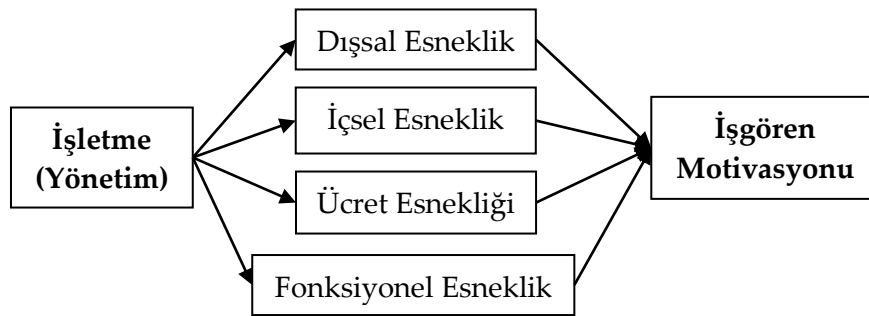 Dışsal Esneklik
İşletme
(Yönetim)
İçsel Esneklik
Ücret Esnekliği
Fonksiyonel Esneklik
İşgören
Motivasyonu